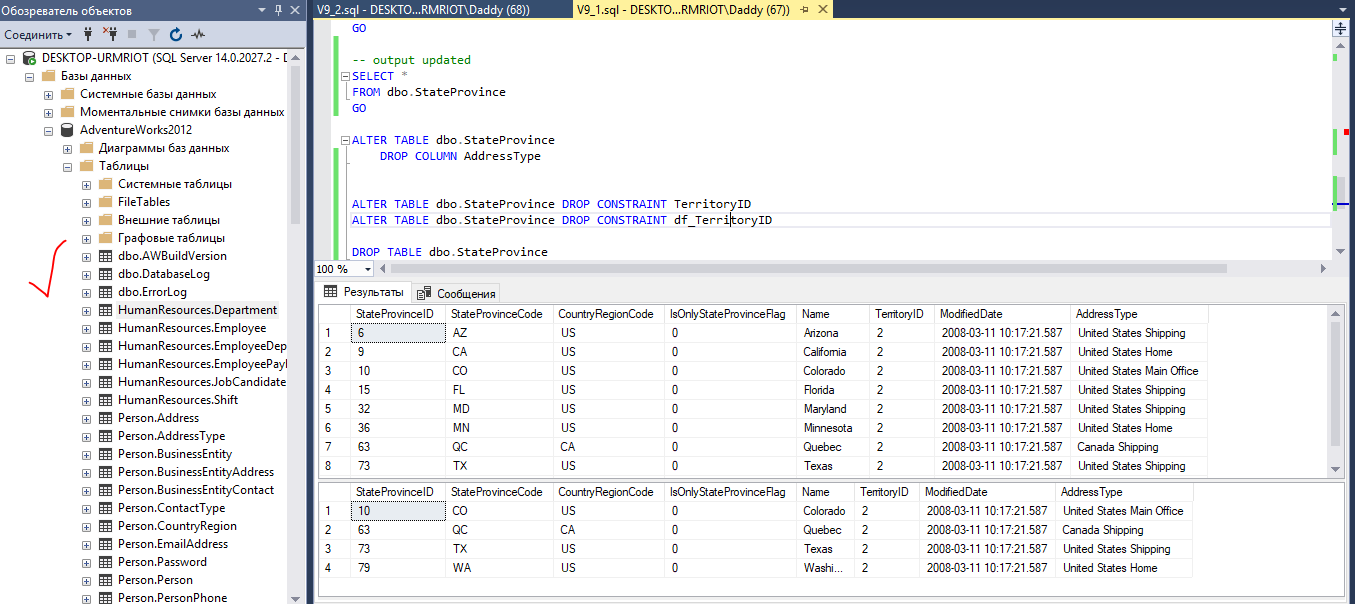 Обозреватель объектов
Соединить
DESKTOP-URMRIOT (SQL Server 14.0.2027.2 - D
Базы данных
Системные базы данных
Моментальные снимки базы данных
AdventureWorks2012
Диаграммы баз данных
Таблицы
Системные таблицы
FileTables
Внешние таблицы
Графовые таблицы
dbo.AWBuildVersion
dbo.DatabaseLog
dbo.ErrorLog
HumanResources.Department
HumanResources.Employee
HumanResources.EmployeeDep
HumanResources.EmployeePayH
HumanResources.JobCandidate
HumanResources.Shift
Person.Address
Person.AddressType
Person.BusinessEntity
Person.BusinessEntityAddress
Person.BusinessEntityContact
Person.ContactType
Person.CountryRegion
Person.EmailAddress
Person.Password
Person.Person
Person.PersonPhone
V9_2.sql - DESKTO...RMRIOT\Daddy (68)) V9_1.sql - DESKTO...RMRIOT\Daddy (67))
GO
-- output updated
SELECT *
FROM dbo.StateProvince
GO
ALTER TABLE dbo.StateProvince
DROP COLUMN AddressType
ALTER TABLE dbo.StateProvince DROP CONSTRAINT TerritoryID
ALTER TABLE dbo.StateProvince DROP CONSTRAINT df_TerritoryID
DROP TABLE dbo.StateProvince
100 %
Результаты Сообщения
StateProvinceID StateProvinceCode CountryRegionCode IsOnlyStateProvinceFlag Name TerritoryID ModifiedDate AddressType
1 6 AZ US 0 Arizona 2 2008-03-11 10:17:21.587 United States Shipping
2 9 CA US 0 California 2 2008-03-11 10:17:21.587 United States Home
3 10 CO US 0 Colorado 2 2008-03-11 10:17:21.587 United States Main Office
4 15 FL US 0 Florida 2 2008-03-11 10:17:21.587 United States Shipping
5 32 MD US 0 Maryland 2 2008-03-11 10:17:21.587 United States Shipping
6 36 MN US 0 Minnesota 2 2008-03-11 10:17:21.587 United States Home
7 63 QC CA 0 Quebec 2 2008-03-11 10:17:21.587 Canada Shipping
8 73 TX US 0 Texas 2 2008-03-11 10:17:21.587 United States Shipping
StateProvinceID StateProvinceCode CountryRegionCode IsOnlyStateProvinceFlag Name TerritoryID ModifiedDate AddressType
1 10 CO US 0 Colorado 2 2008-03-11 10:17:21.587 United States Main Office
2 63 QC CA 0 Quebec 2 2008-03-11 10:17:21.587 Canada Shipping
3 73 TX US 0 Texas 2 2008-03-11 10:17:21.587 United States Shipping
4 79 WA US 0 Washi... 2 2008-03-11 10:17:21.587 United States Home